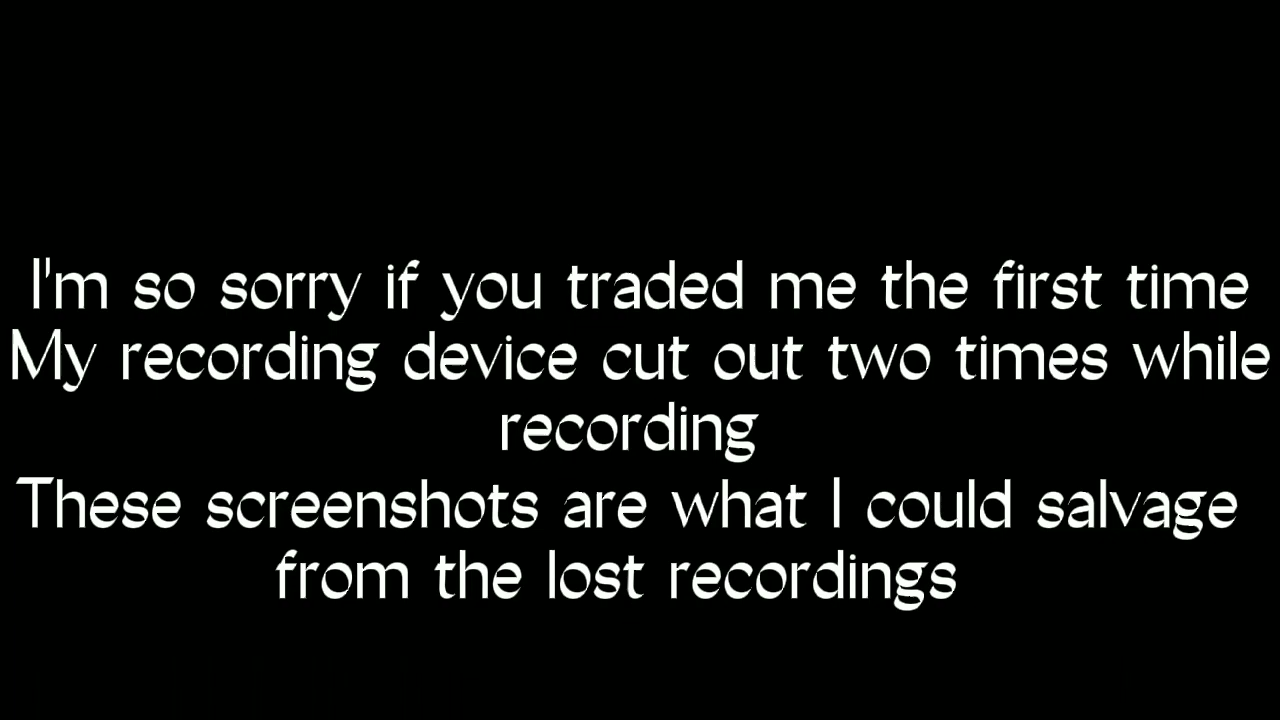 I'm so sorry if you traded me the first time
My recording device cut out two times while
recording
These screenshots are what I could salvage
from the lost recordings